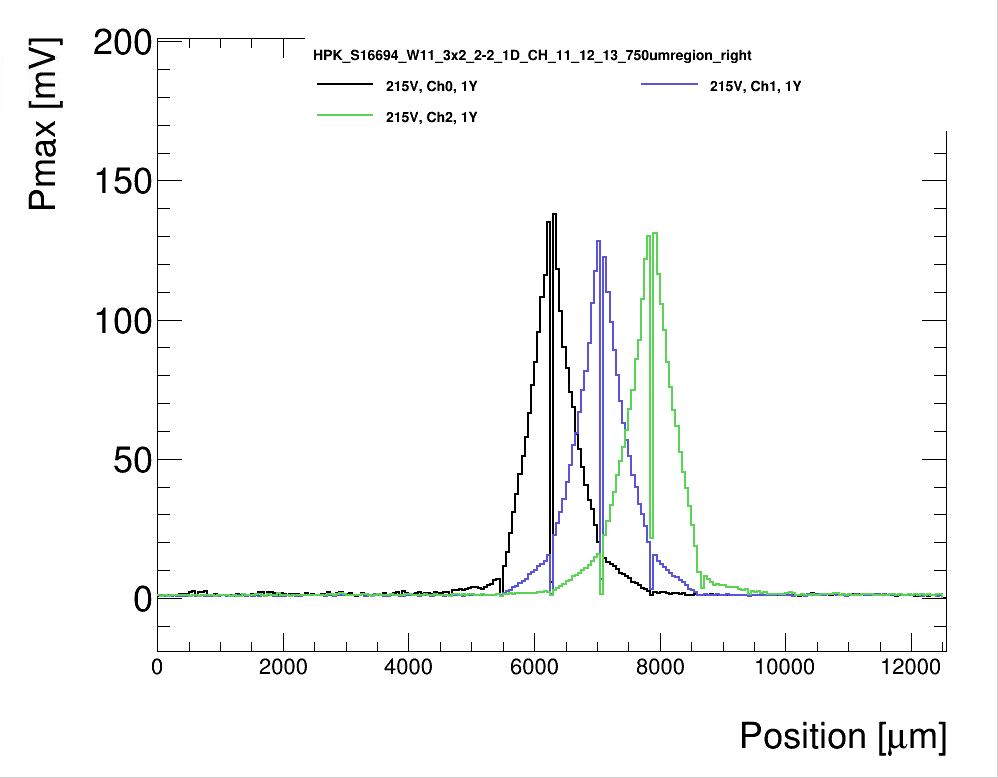 HPK_S16694_W11_3x2_2-2_1D_CH_11_12_13_750umregion_right
215V, Ch0, 1Y
215V, Ch1, 1Y
215V, Ch2, 1Y
Pmax [mV]
200
150
100
50
0
0 2000 4000 6000 8000 10000 12000
Position [μm]